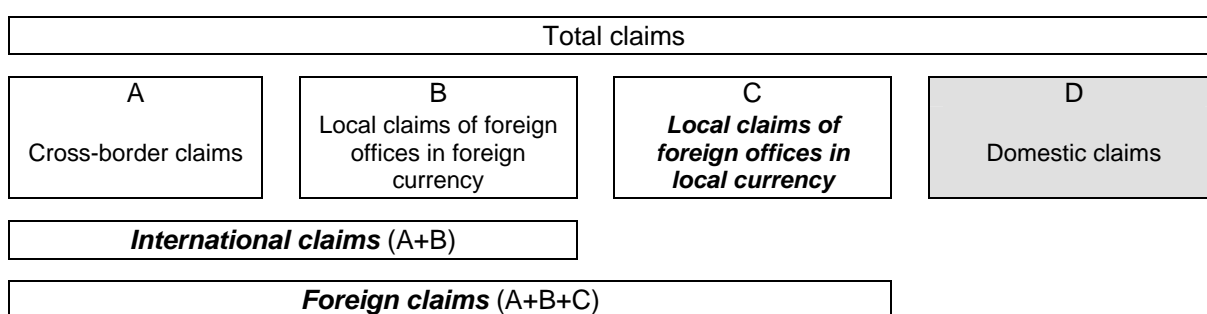 Total claims
A
Cross-border claims
B
Local claims of foreign
offices in foreign
currency
C
Local claims of
foreign offices in
local currency
D
Domestic claims
International claims (A+B)
Foreign claims (A+B+C)